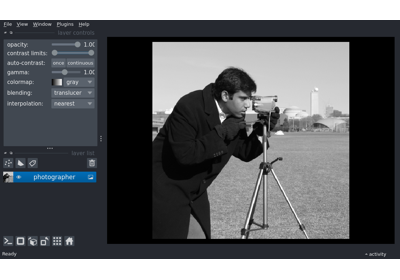 File View Window Plugins Help
layer controls
opacity: 1.00
contrast limits:
auto-contrast: once continuous
gamma: 1.00
colormap: gray
blending: translucen
interpolation: nearest
layer list
photographer
Ready
activity